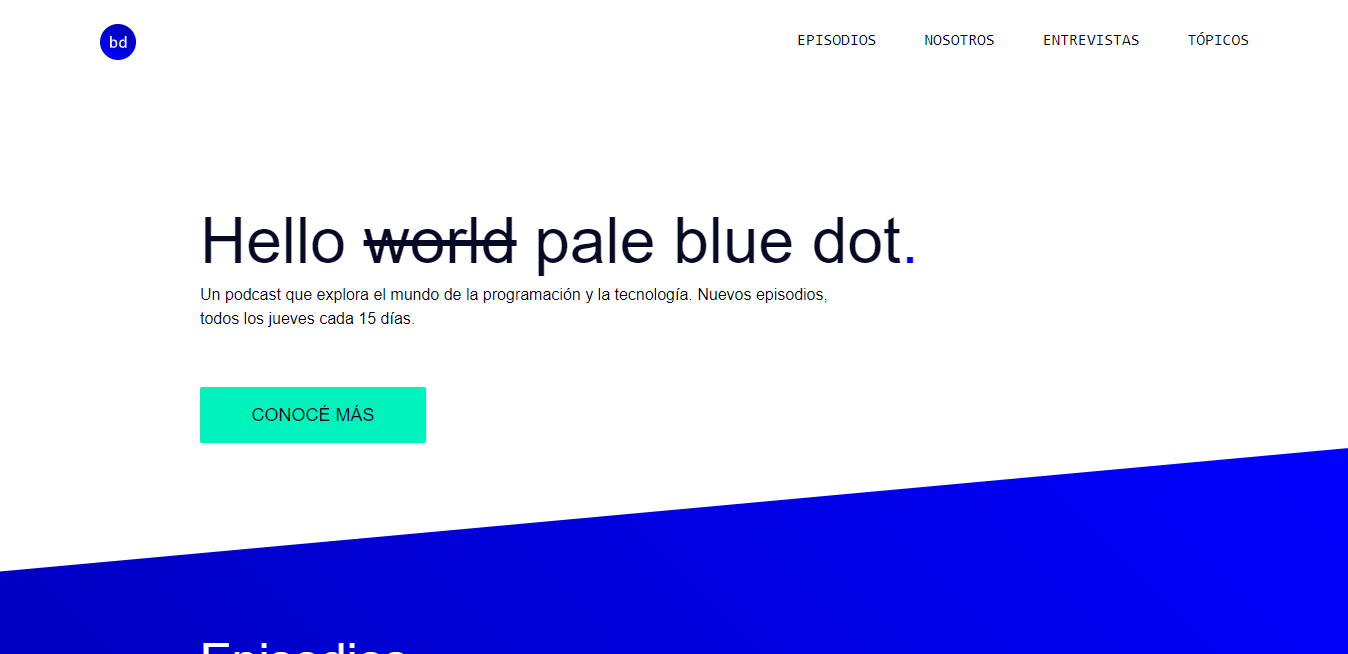 bd
EPISODIOS NOSOTROS ENTREVISTAS TÓPICOS
Hello world pale blue dot.
Un podcast que explora el mundo de la programación y la tecnología. Nuevos episodios,
todos los jueves cada 15 días.
CONOCÉ MÁS
Episodios